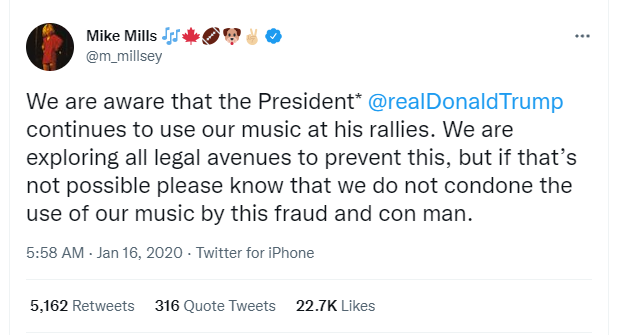 Mike Mills 🎶🍁🏈🐶✌🏼
@m_millsey
We are aware that the President* @realDonaldTrump
continues to use our music at his rallies. We are
exploring all legal avenues to prevent this, but if that’s
not possible please know that we do not condone the
use of our music by this fraud and con man.
5:58 AM · Jan 16, 2020 · Twitter for iPhone
5,162 Retweets 316 Quote Tweets 22.7K Likes